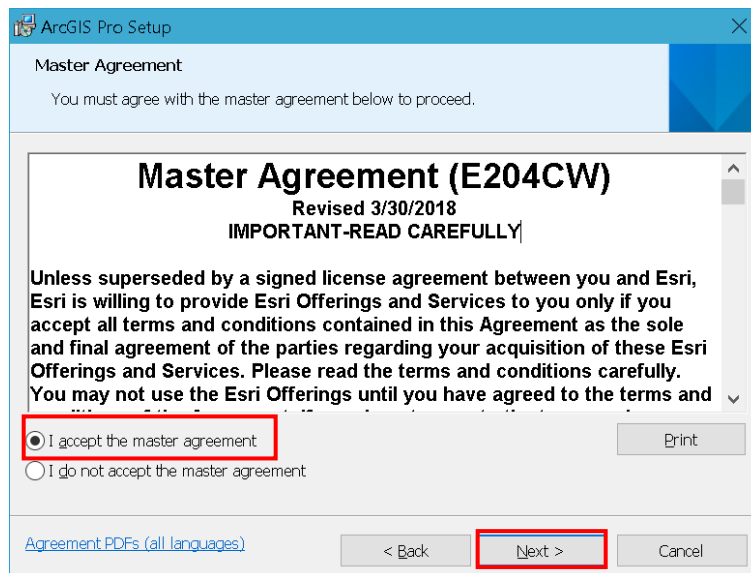 ArcGIS Pro Setup
Master Agreement
You must agree with the master agreement below to proceed.
Master Agreement (E204CW)
Revised 3/30/2018
IMPORTANT-READ CAREFULLY
Unless superseded by a signed license agreement between you and Esri,
Esri is willing to provide Esri Offerings and Services to you only if you
accept all terms and conditions contained in this Agreement as the sole
and final agreement of the parties regarding your acquisition of these Esri
Offerings and Services. Please read the terms and conditions carefully.
You may not use the Esri Offerings until you have agreed to the terms and
I accept the master agreement
Print
I do not accept the master agreement
Agreement PDFs (all languages)
< Back
Next >
Cancel